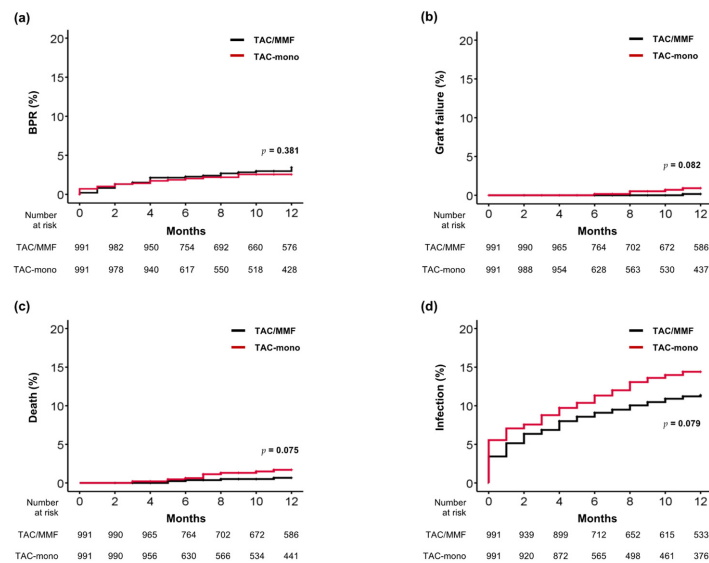 (a)
TAC/MMF
TAC-mono
20
15
10
5
0
BPR (%)
p = 0.381
0 2 4 6 8 10 12
Months
Number
at risk
TAC/MMF 991 982 950 754 692 660 576
TAC-mono 991 978 940 617 550 518 428
(b)
TAC/MMF
TAC-mono
20
15
10
5
0
Graft failure (%)
p = 0.082
0 2 4 6 8 10 12
Months
Number
at risk
TAC/MMF 991 990 965 764 702 672 586
TAC-mono 991 988 954 628 563 530 437
(c)
TAC/MMF
TAC-mono
20
15
10
5
0
Death (%)
p = 0.075
0 2 4 6 8 10 12
Months
Number
at risk
TAC/MMF 991 990 965 764 702 672 586
TAC-mono 991 990 956 630 566 534 441
(d)
TAC/MMF
TAC-mono
20
15
10
5
0
Infection (%)
p = 0.079
0 2 4 6 8 10 12
Months
Number
at risk
TAC/MMF 991 939 899 712 652 615 533
TAC-mono 991 920 872 565 498 461 376